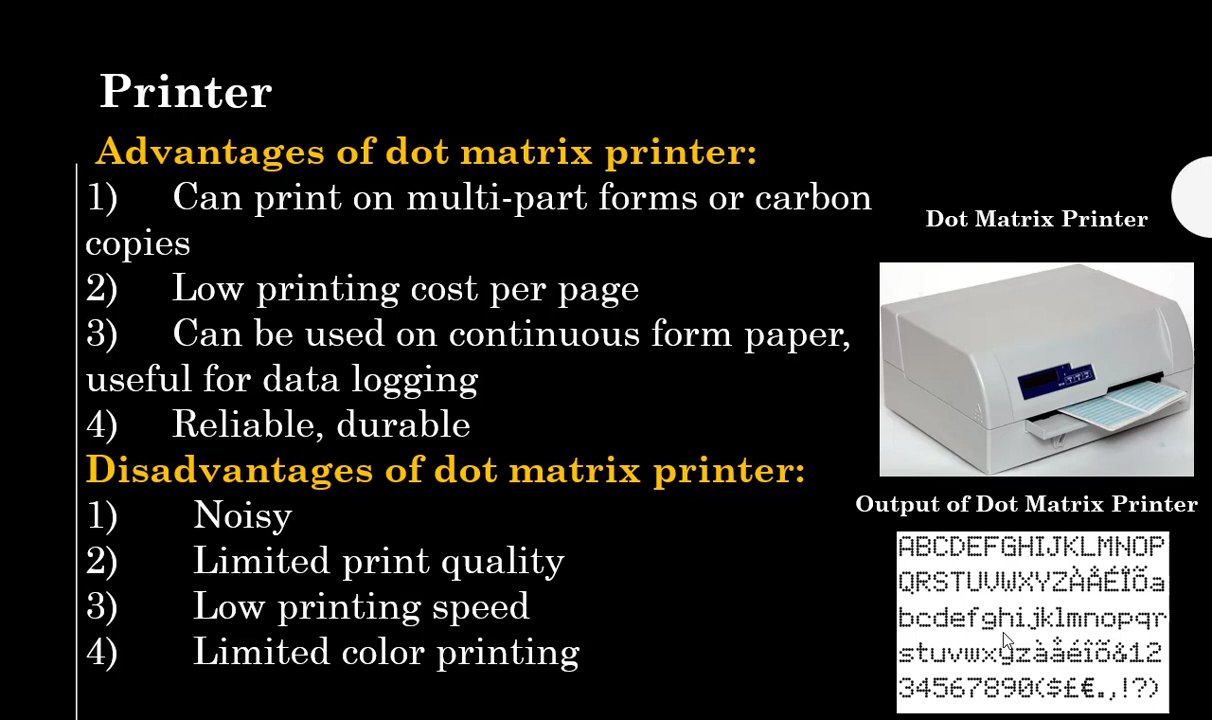 Printer
Advantages of dot matrix printer:
1) Can print on multi-part forms or carbon
copies
2) Low printing cost per page
3) Can be used on continuous form paper,
useful for data logging
4) Reliable, durable
Disadvantages of dot matrix printer:
1) Noisy
2) Limited print quality
3) Low printing speed
4) Limited color printing
Dot Matrix Printer
Output of Dot Matrix Printer
ABCDEFGHIJKLMNOP
QRSTUVWXYZÀÅÉÎÕa
bcdefghijklmnopqr
stuvwxyzàåéîõ&12
34567890($£€.,!?)